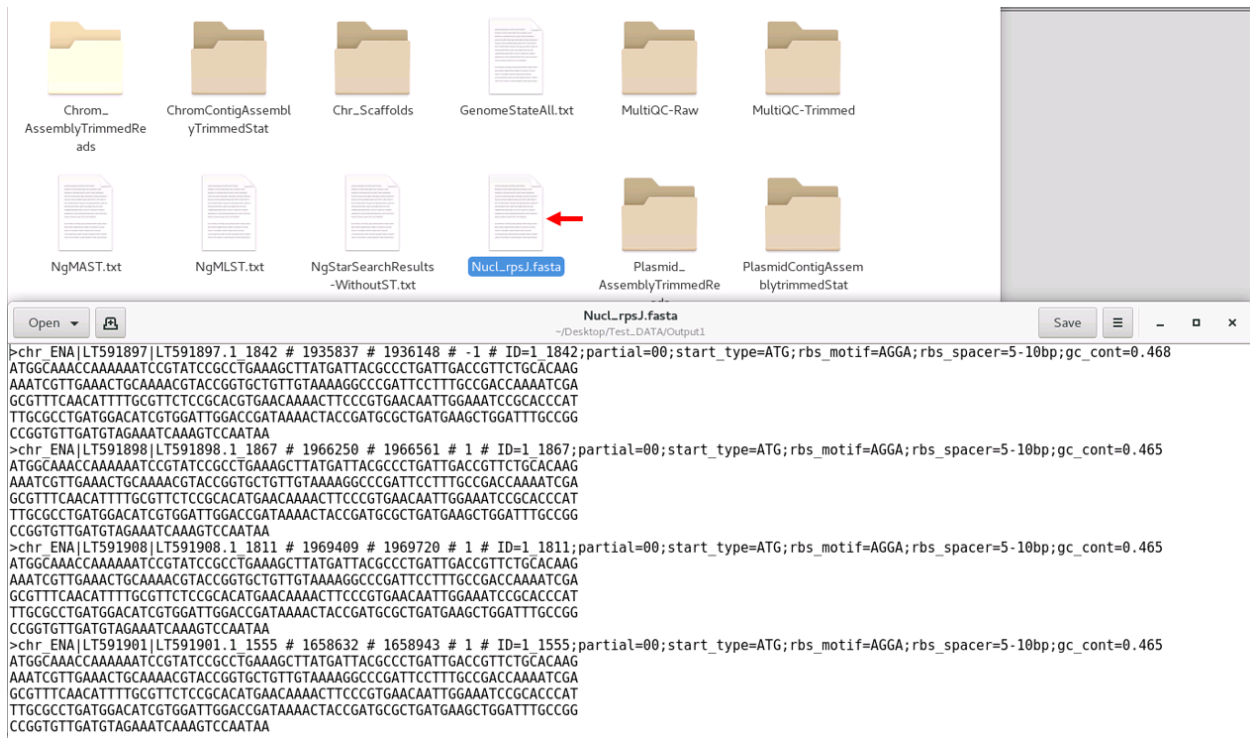 Chrom_
AssemblyTrimmedRe
ads
ChromContigAssembl
yTrimmedStat
Chr_Scaffolds
GenomeStateAll.txt
MultiQC-Raw
MultiQC-Trimmed
NgMAST.txt
NgMLST.txt
NgStarSearchResults
-WithoutST.txt
Nucl_rpsJ.fasta
Plasmid_
AssemblyTrimmedRe
PlasmidContigAssem
blytrimmedStat
Open
Nucl_rpsJ.fasta
~/Desktop/Test_DATA/Output1
Save
>chr_ENA|LT591897|LT591897.1_1842 # 1935837 # 1936148 # -1 # ID=1_1842;partial=00;start_type=ATG;rbs_motif=AGGA;rbs_spacer=5-10bp;gc_cont=0.468
ATGGCAAACCAAAAAATCCGTATCCGCCTGAAAGCTTATGATTACGCCCTGATTGACCGTTCTGCACAAG
AAATCGTTGAAACTGCAAAACGTACCGGTGCTGTTGTAAAAGGCCCGATTCCTTTGCCGACCAAAATCGA
GCGTTTCAACATTTTGCGTTCTCCGCACGTGAACAAAACTTCCCGTGAACAATTGGAAATCCGCACCCAT
TTGCGCCTGATGGACATCGTGGATTGGACCGATAAAACTACCGATGCGCTGATGAAGCTGGATTTGCCGG
CCGGTGTTGATGTAGAAATCAAAGTCCAATAA
>chr_ENA|LT591898|LT591898.1_1867 # 1966250 # 1966561 # 1 # ID=1_1867;partial=00;start_type=ATG;rbs_motif=AGGA;rbs_spacer=5-10bp;gc_cont=0.465
ATGGCAAACCAAAAAATCCGTATCCGCCTGAAAGCTTATGATTACGCCCTGATTGACCGTTCTGCACAAG
AAATCGTTGAAACTGCAAAACGTACCGGTGCTGTTGTAAAAGGCCCGATTCCTTTGCCGACCAAAATCGA
GCGTTTCAACATTTTGCGTTCTCCGCACATGAACAAAACTTCCCGTGAACAATTGGAAATCCGCACCCAT
TTGCGCCTGATGGACATCGTGGATTGGACCGATAAAACTACCGATGCGCTGATGAAGCTGGATTTGCCGG
CCGGTGTTGATGTAGAAATCAAAGTCCAATAA
>chr_ENA|LT591908|LT591908.1_1811 # 1969409 # 1969720 # 1 # ID=1_1811;partial=00;start_type=ATG;rbs_motif=AGGA;rbs_spacer=5-10bp;gc_cont=0.465
ATGGCAAACCAAAAAATCCGTATCCGCCTGAAAGCTTATGATTACGCCCTGATTGACCGTTCTGCACAAG
AAATCGTTGAAACTGCAAAACGTACCGGTGCTGTTGTAAAAGGCCCGATTCCTTTGCCGACCAAAATCGA
GCGTTTCAACATTTTGCGTTCTCCGCACATGAACAAAACTTCCCGTGAACAATTGGAAATCCGCACCCAT
TTGCGCCTGATGGACATCGTGGATTGGACCGATAAAACTACCGATGCGCTGATGAAGCTGGATTTGCCGG
CCGGTGTTGATGTAGAAATCAAAGTCCAATAA
>chr_ENA|LT591901|LT591901.1_1555 # 1658632 # 1658943 # 1 # ID=1_1555;partial=00;start_type=ATG;rbs_motif=AGGA;rbs_spacer=5-10bp;gc_cont=0.465
ATGGCAAACCAAAAAATCCGTATCCGCCTGAAAGCTTATGATTACGCCCTGATTGACCGTTCTGCACAAG
AAATCGTTGAAACTGCAAAACGTACCGGTGCTGTTGTAAAAGGCCCGATTCCTTTGCCGACCAAAATCGA
GCGTTTCAACATTTTGCGTTCTCCGCACATGAACAAAACTTCCCGTGAACAATTGGAAATCCGCACCCAT
TTGCGCCTGATGGACATCGTGGATTGGACCGATAAAACTACCGATGCGCTGATGAAGCTGGATTTGCCGG
CCGGTGTTGATGTAGAAATCAAAGTCCAATAA